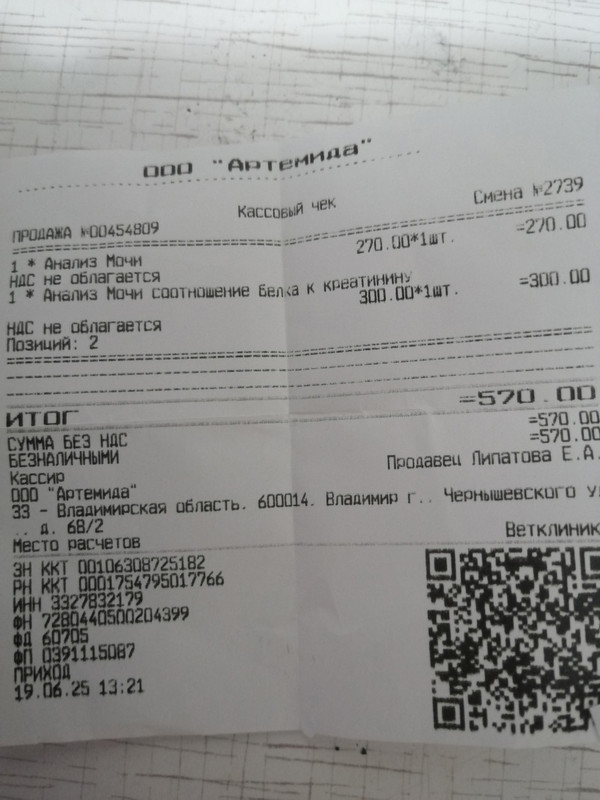 ООО "Артемида"
Кассовый чек
ПРОДАЖА №00454809 Смена №2739
1 * Анализ Мочи 270.00*1шт. =270.00
НДС не облагается
1 * Анализ Мочи соотношение белка к креатинину
300.00*1шт. =300.00
НДС не облагается
Позиций: 2
ИТОГ =570.00
СУММА БЕЗ НДС =570.00
БЕЗНАЛИЧНЫМИ =570.00
Кассир Продавец Липатова Е.А.
ООО "Артемида"
33 - Владимирская область. 600014. Владимир г.. Чернышевского у
.. д. 68/2
Место расчетов Ветклиник
ЗН ККТ 00106308725182
РН ККТ 0001754795017766
ИНН 3327832179
ФН 7280440500204399
ФД 60705
ФП 0391115087
ПРИХОД
19.06.25 13:21